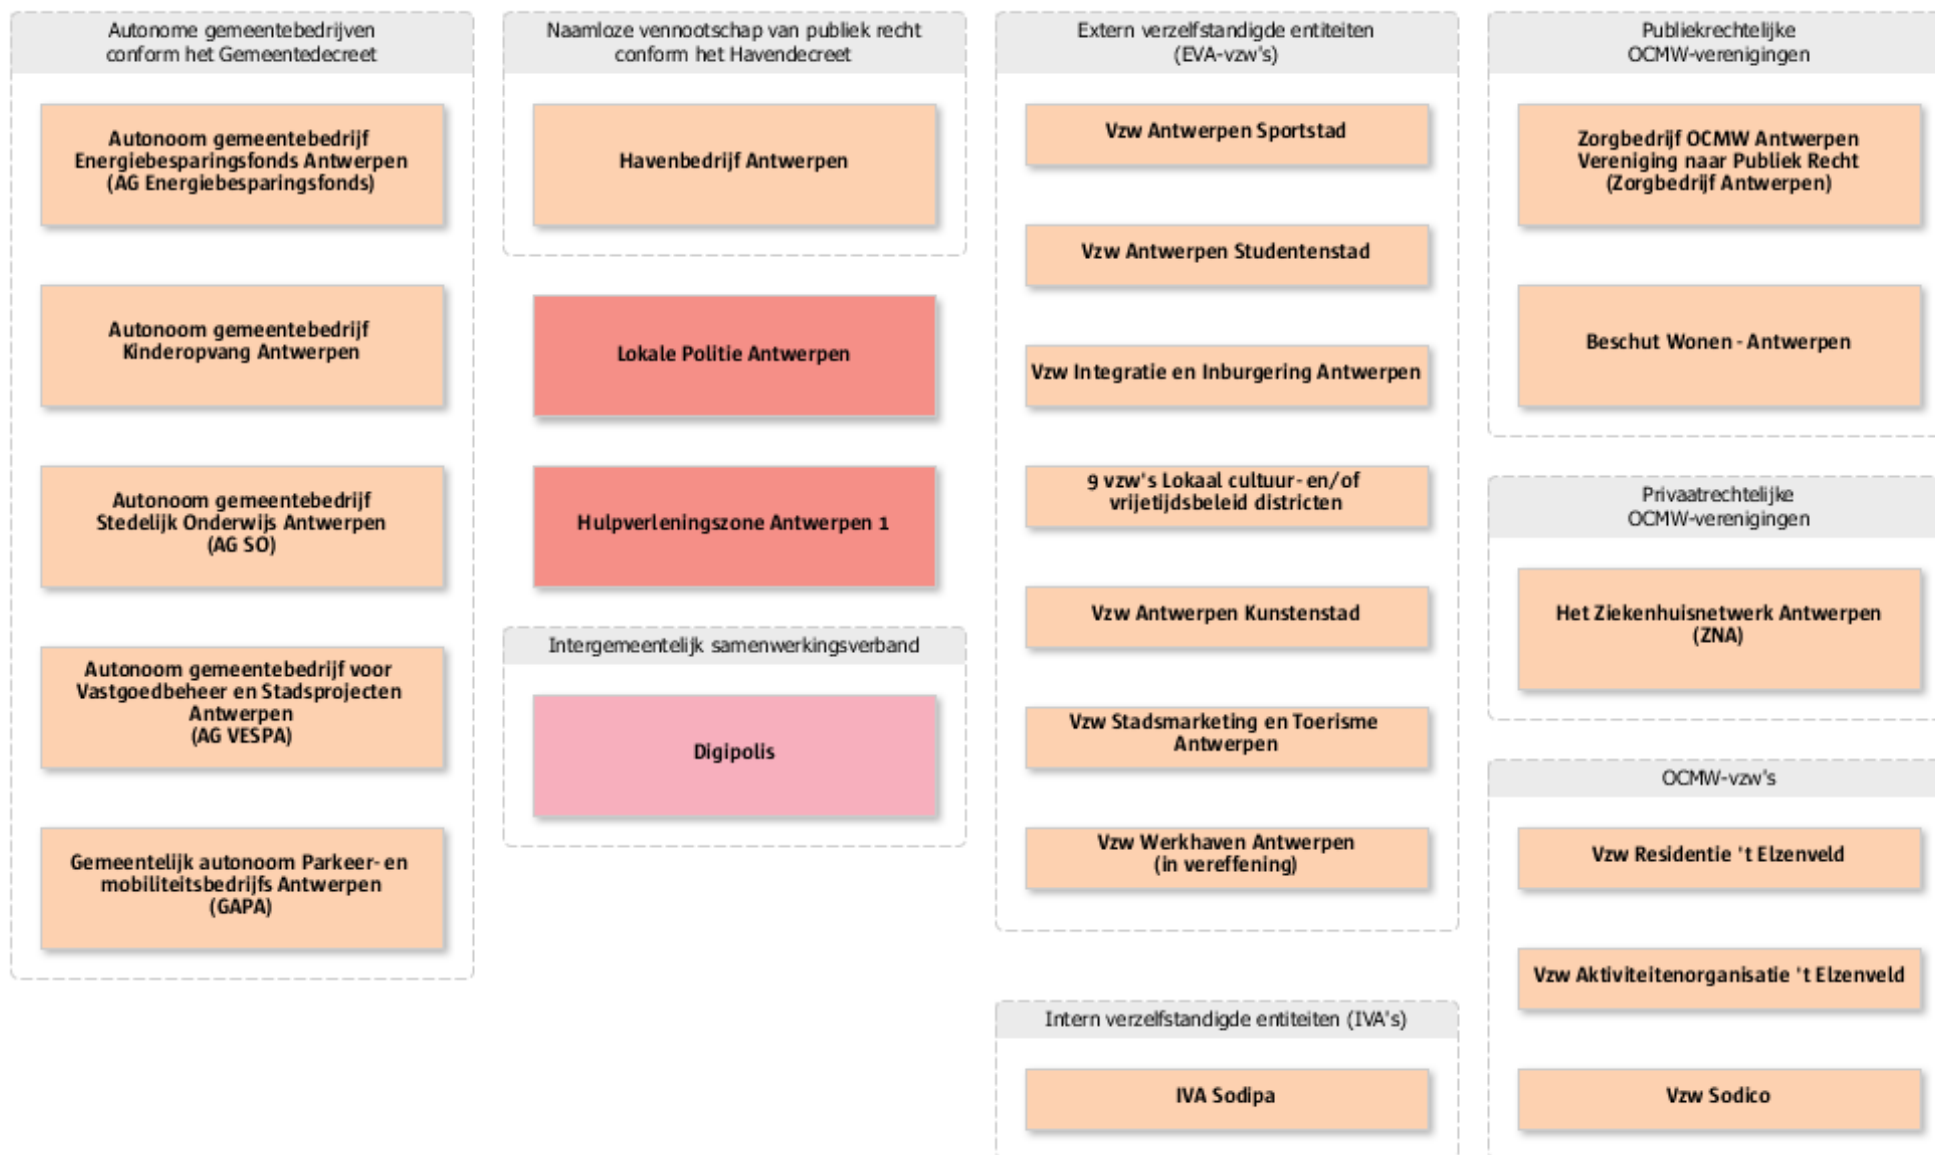 Autonome gemeentebedrijven
conform het Gemeentedecreet
Autonoom gemeentebedrijf
Energiebesparingsfonds Antwerpen
(AG Energiebesparingsfonds)
Autonoom gemeentebedrijf
Kinderopvang Antwerpen
Autonoom gemeentebedrijf
Stedelijk Onderwijs Antwerpen
(AG SO)
Autonoom gemeentebedrijf voor
Vastgoedbeheer en Stadsprojecten
Antwerpen
(AG VESPA)
Gemeentelijk autonoom Parkeer- en
mobiliteitsbedrijfs Antwerpen
(GAPA)
Naamloze vennootschap van publiek recht
conform het Havendecreet
Havenbedrijf Antwerpen
Lokale Politie Antwerpen
Hulpverleningszone Antwerpen 1
Intergemeentelijk samenwerkingsverband
Digipolis
Extern verzelfstandigde entiteiten
(EVA-vzw's)
Vzw Antwerpen Sportstad
Vzw Antwerpen Studentenstad
Vzw Integratie en Inburgering Antwerpen
9 vzw's Lokaal cultuur- en/of
vrijetijdsbeleid districten
Vzw Antwerpen Kunstenstad
Vzw Stadsmarketing en Toerisme
Antwerpen
Vzw Werkhaven Antwerpen
(in vereffening)
Intern verzelfstandigde entiteiten (IVA's)
IVA Sodipa
Publiekrechtelijke
OCMW-verenigingen
Zorgbedrijf OCMW Antwerpen
Vereniging naar Publiek Recht
(Zorgbedrijf Antwerpen)
Beschut Wonen - Antwerpen
Privaatrechtelijke
OCMW-verenigingen
Het Ziekenhuisnetwerk Antwerpen
(ZNA)
OCMW-vzw's
Vzw Residentie 't Elzenveld
Vzw Aktiviteitenorganisatie 't Elzenveld
Vzw Sodico